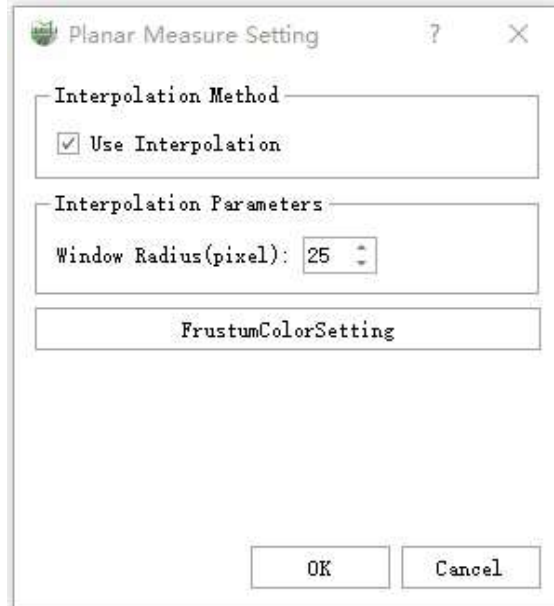 Planar Measure Setting ?
Interpolation Method
Use Interpolation
Interpolation Parameters
Window Radius(pixel): 25
FrustumColorSetting
OK Cancel